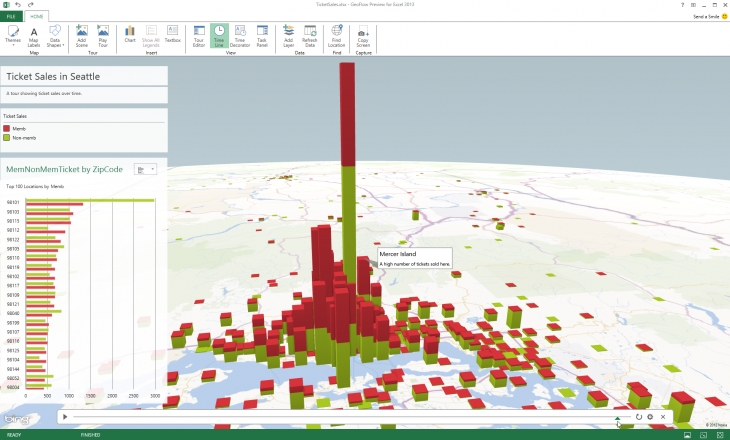 TicketSales.xlsx - GeoFlow Preview for Excel 2013
FILE
HOME
Send a Smile
Themes
Map Labels
Data Shapes
Map
Add Scene
Play Tour
Tour
Chart
Show All Legends
Textbox
Insert
Tour Editor
Time Line
Time Decorator
Task Panel
View
Add Layer
Refresh Data
Data
Find Location
Find
Copy Screen
Capture
Ticket Sales in Seattle
A tour showing ticket sales over time.
Ticket Sales
Memb
Non-memb
MemNonMemTicket by ZipCode
Top 100 Locations by Memb
98101
98103
98115
98112
98122
98105
98110
98119
98102
98117
98109
98121
98040
98199
98107
98116
98125
98104
98144
98052
98004
0
500
1000
1500
2000
2500
3000
Mercer Island
A high number of tickets sold here.
bing
READY
FINISHED